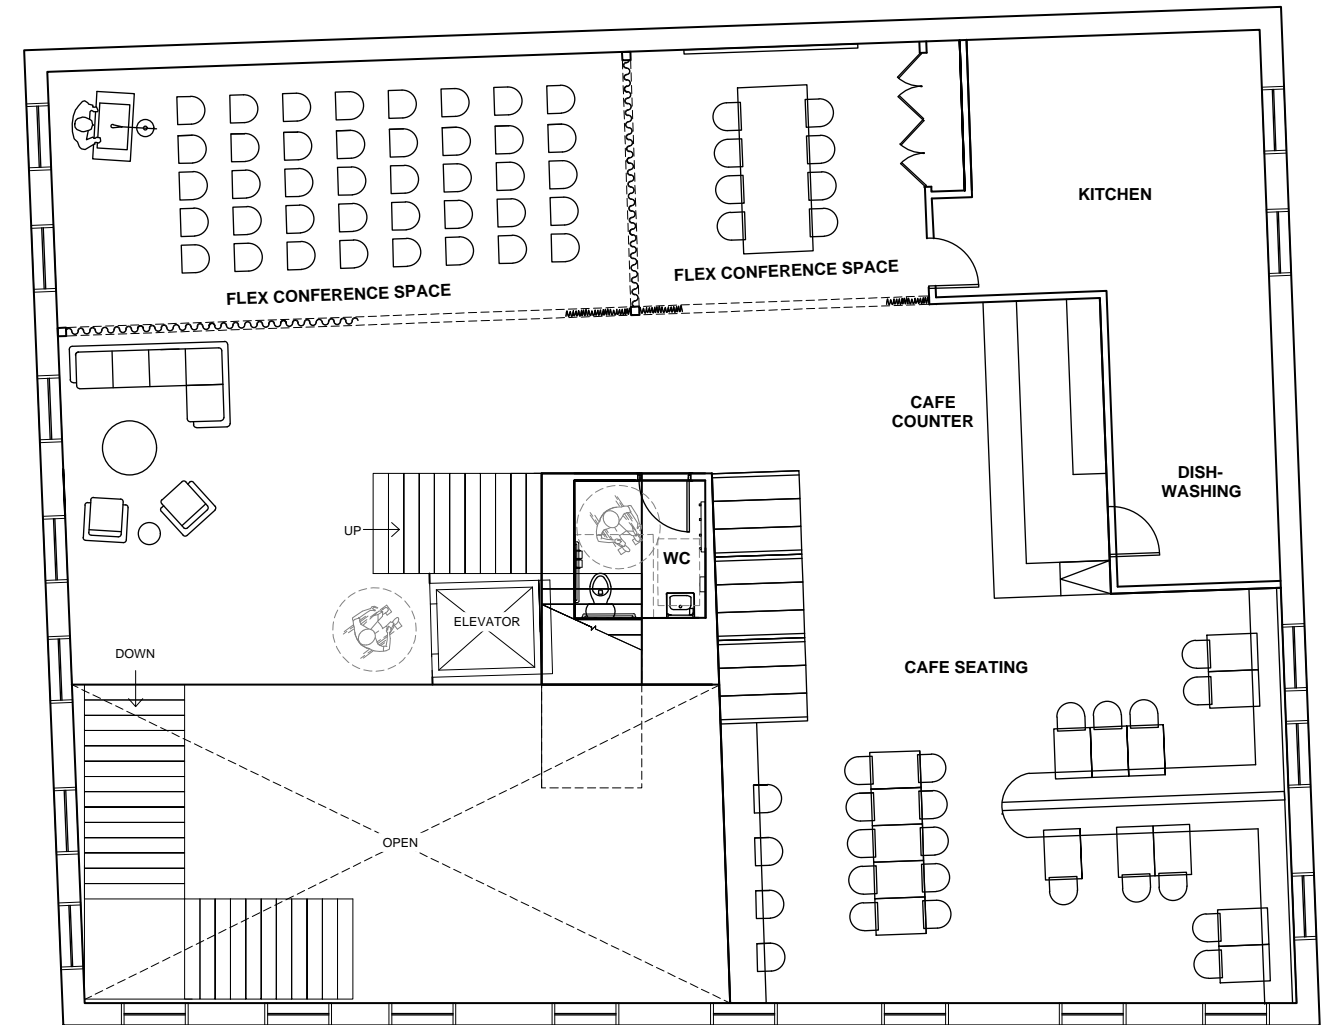 KITCHEN
FLEX CONFERENCE SPACE
FLEX CONFERENCE SPACE
CAFE
COUNTER
DISH-
WASHING
UP
WC
ELEVATOR
DOWN
CAFE SEATING
OPEN